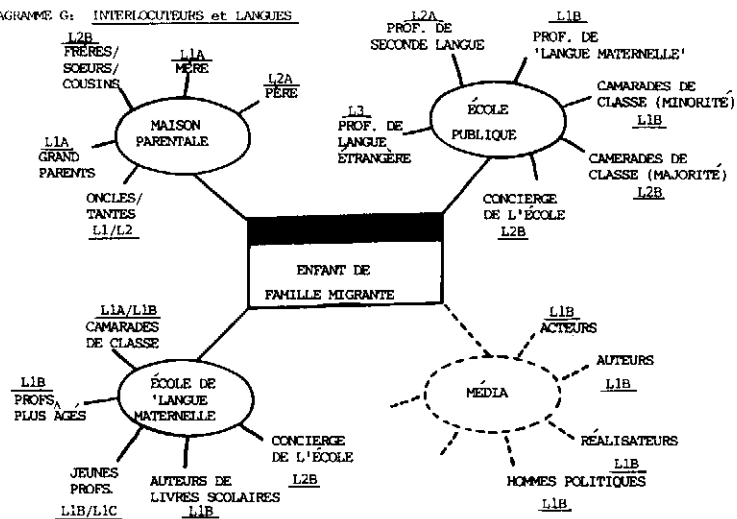 AGRAMME G: INTERLOCUTEURS et LANGUES
L2B
FRÈRES/
SOEURS/
COUSINS
L1A
MÈRE
L2A
PÈRE
MAISON
PARENTALE
L1A
GRAND
PARENTS
ONCLES/
TANTES
L1/L2
L2A
PROF. DE
SECONDE LANGUE
L1B
PROF. DE
'LANGUE MATERNELLE'
L3
PROF. DE
LANGUE
ÉTRANGÈRE
ÉCOLE
PUBLIQUE
CAMARADES DE
CLASSE (MINORITÉ)
L1B
CAMERADES DE
CLASSE (MAJORITÉ)
L2B
CONCIERGE
DE L'ÉCOLE
L2B
ENFANT DE
FAMILLE MIGRANTE
L1A/L1B
CAMARADES
DE CLASSE
L1B
PROFS
PLUS ÂGÉS
ÉCOLE DE
'LANGUE
MATERNELLE
CONCIERGE
DE L'ÉCOLE
L2B
JEUNES
PROFS.
L1B/L1C
AUTEURS DE
LIVRES SCOLAIRES
L1B
L1B
ACTEURS
AUTEURS
L1B
MÉDIA
RÉALISATEURS
L1B
HOMMES POLITIQUES
L1B